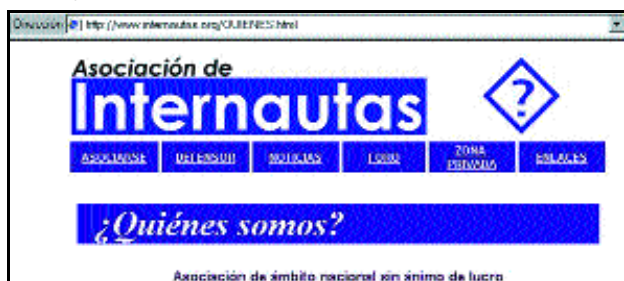 Dirección http://www.internautas.org/QUIENES.html
Asociación de
Internautas
?
ASOCIARSE DEFENSOR NOTICIAS FORO ZONA PRIVADA ENLACES
¿Quiénes somos?
Asociación de ámbito nacional sin ánimo de lucro